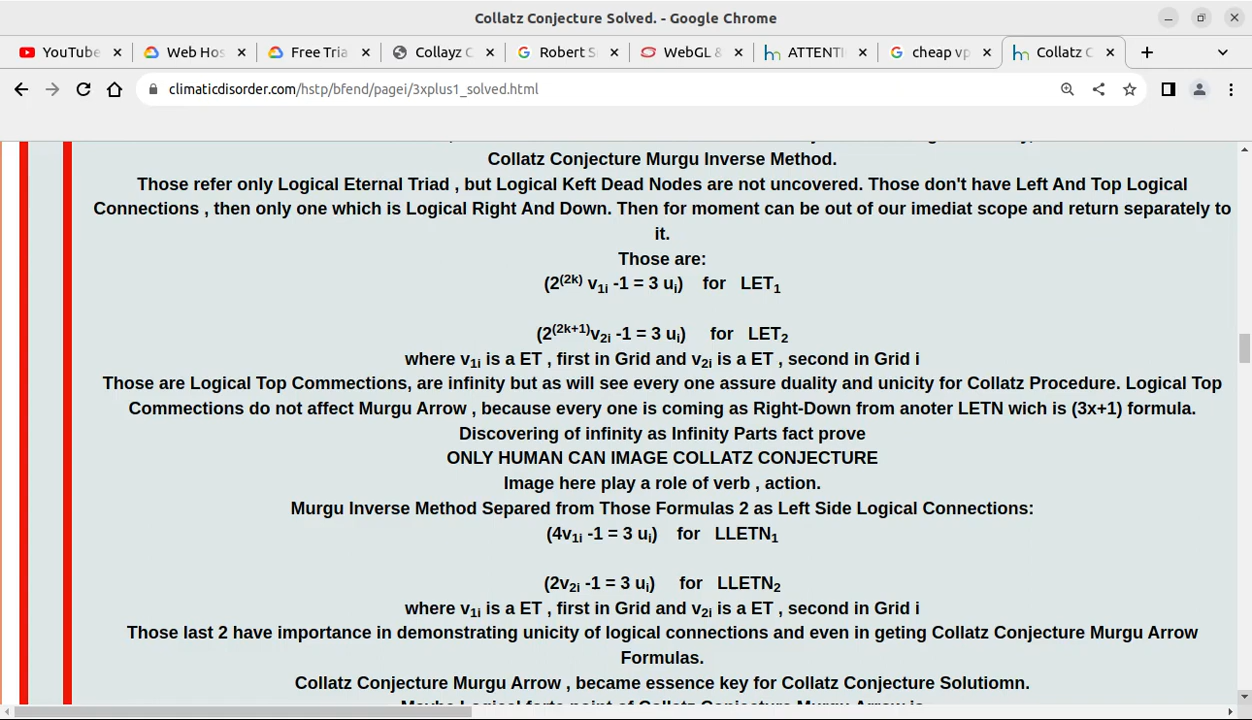 Collatz Conjecture Solved. - Google Chrome
YouTube Web Hos Free Tria Collayz C Robert S WebGL & ATTENTI cheap vp Collatz C
climaticdisorder.com/hstp/bfend/pagei/3xplus1_solved.html
Collatz Conjecture Murgu Inverse Method.
Those refer only Logical Eternal Triad , but Logical Keft Dead Nodes are not uncovered. Those don't have Left And Top Logical
Connections , then only one which is Logical Right And Down. Then for moment can be out of our imediat scope and return separately to
it.
Those are:
(2(2k) v1i -1 = 3 ui) for LET1
(2(2k+1)v2i -1 = 3 ui) for LET2
where v1i is a ET , first in Grid and v2i is a ET , second in Grid i
Those are Logical Top Commections, are infinity but as will see every one assure duality and unicity for Collatz Procedure. Logical Top
Commections do not affect Murgu Arrow , because every one is coming as Right-Down from anoter LETN wich is (3x+1) formula.
Discovering of infinity as Infinity Parts fact prove
ONLY HUMAN CAN IMAGE COLLATZ CONJECTURE
Image here play a role of verb , action.
Murgu Inverse Method Separed from Those Formulas 2 as Left Side Logical Connections:
(4v1i -1 = 3 ui) for LLETN1
(2v2i -1 = 3 ui) for LLETN2
where v1i is a ET , first in Grid and v2i is a ET , second in Grid i
Those last 2 have importance in demonstrating unicity of logical connections and even in geting Collatz Conjecture Murgu Arrow
Formulas.
Collatz Conjecture Murgu Arrow , became essence key for Collatz Conjecture Solutiomn.
Maybe Logical forte point of Collatz Conjecture Murgu Arrow is